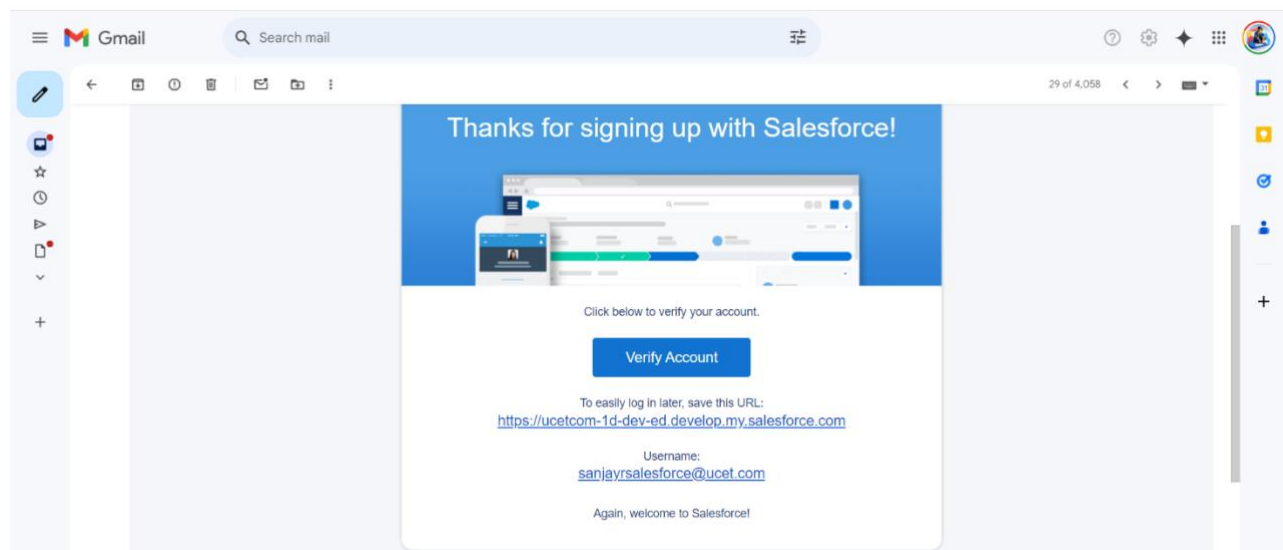 Gmail
Search mail
29 of 4,058
31
Thanks for signing up with Salesforce!
Click below to verify your account.
Verify Account
To easily log in later, save this URL:
https://ucetcom-1d-dev-ed.develop.my.salesforce.com
Username:
sanjayrsalesforce@ucet.com
Again, welcome to Salesforce!